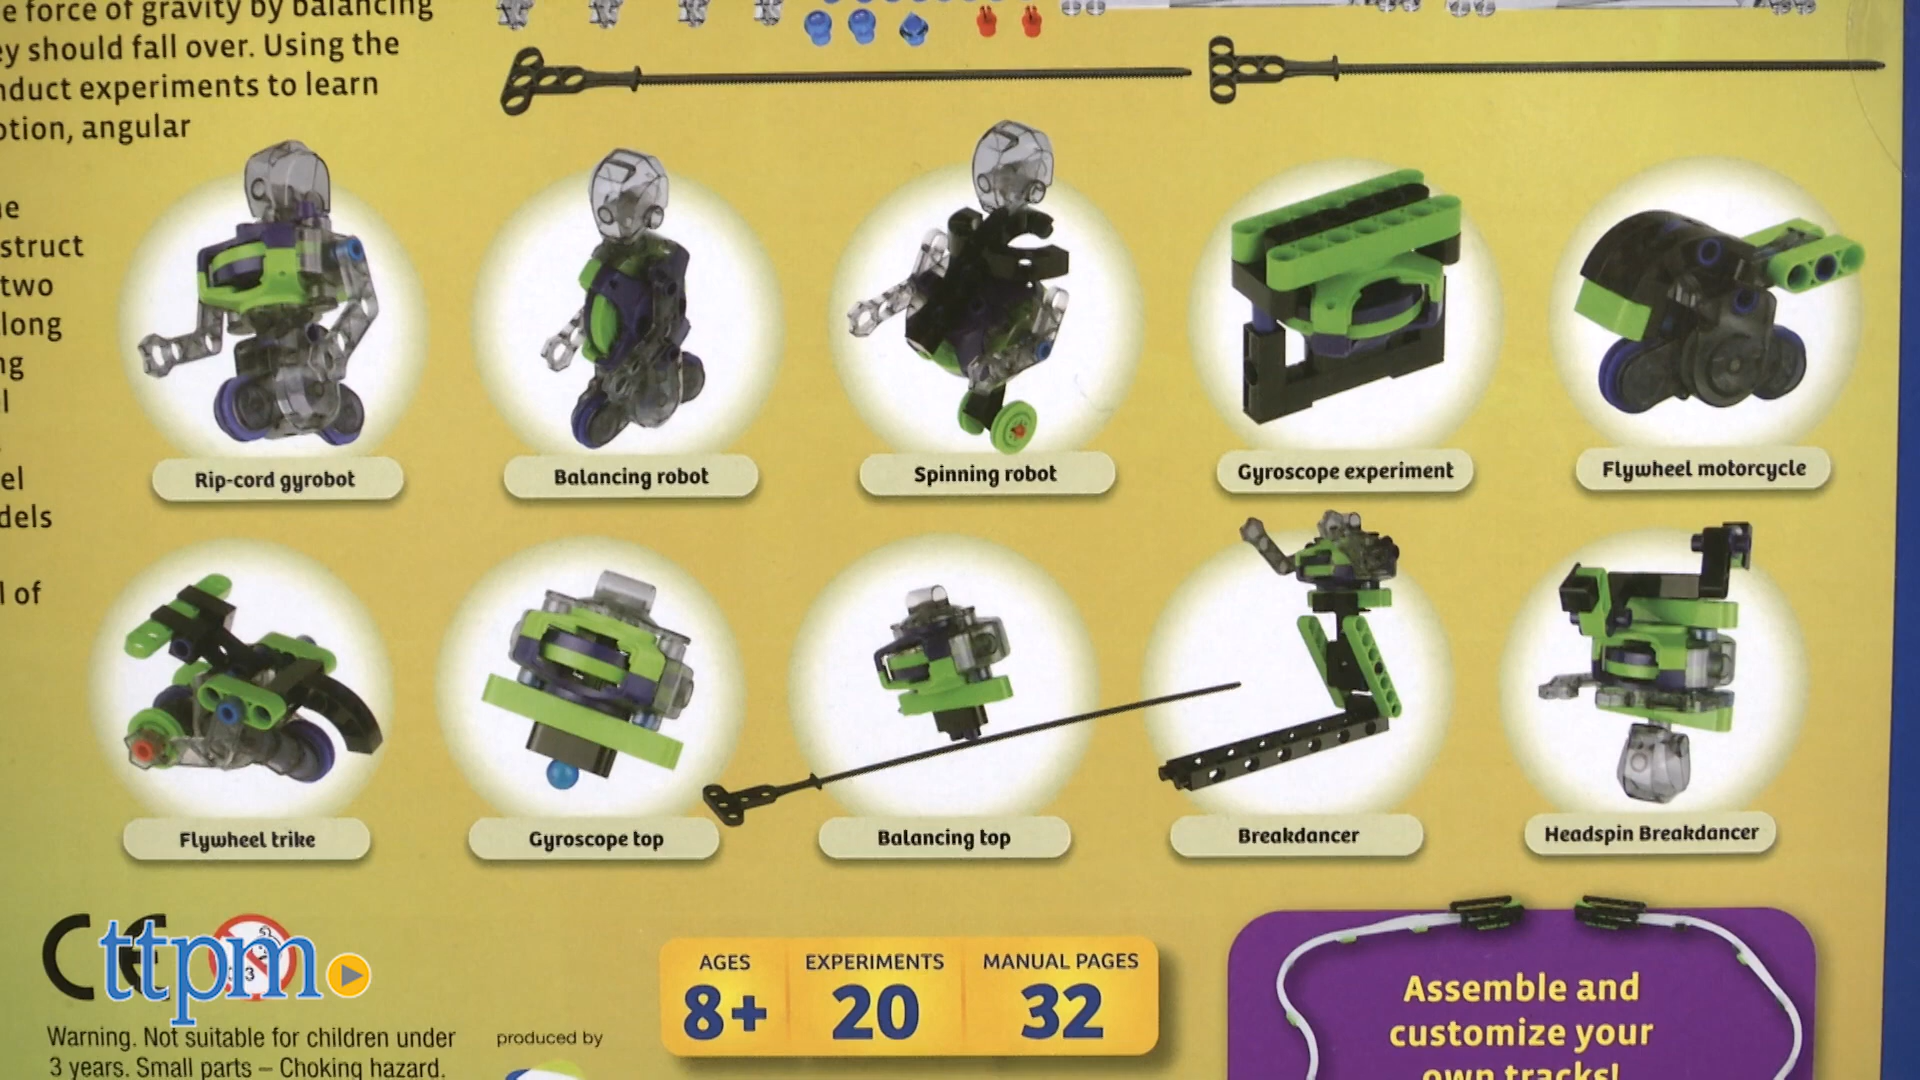 e force of gravity by balancing
ey should fall over. Using the
nduct experiments to learn
otion, angular
struct
two
long
ng
el
dels
l of
Rip-cord gyrobot
Balancing robot
Spinning robot
Gyroscope experiment
Flywheel motorcycle
Flywheel trike
Gyroscope top
Balancing top
Breakdancer
Headspin Breakdancer
CE
ttpm
Warning. Not suitable for children under
3 years. Small parts – Choking hazard.
produced by
AGES
8+
EXPERIMENTS
20
MANUAL PAGES
32
Assemble and
customize your
own tracks!